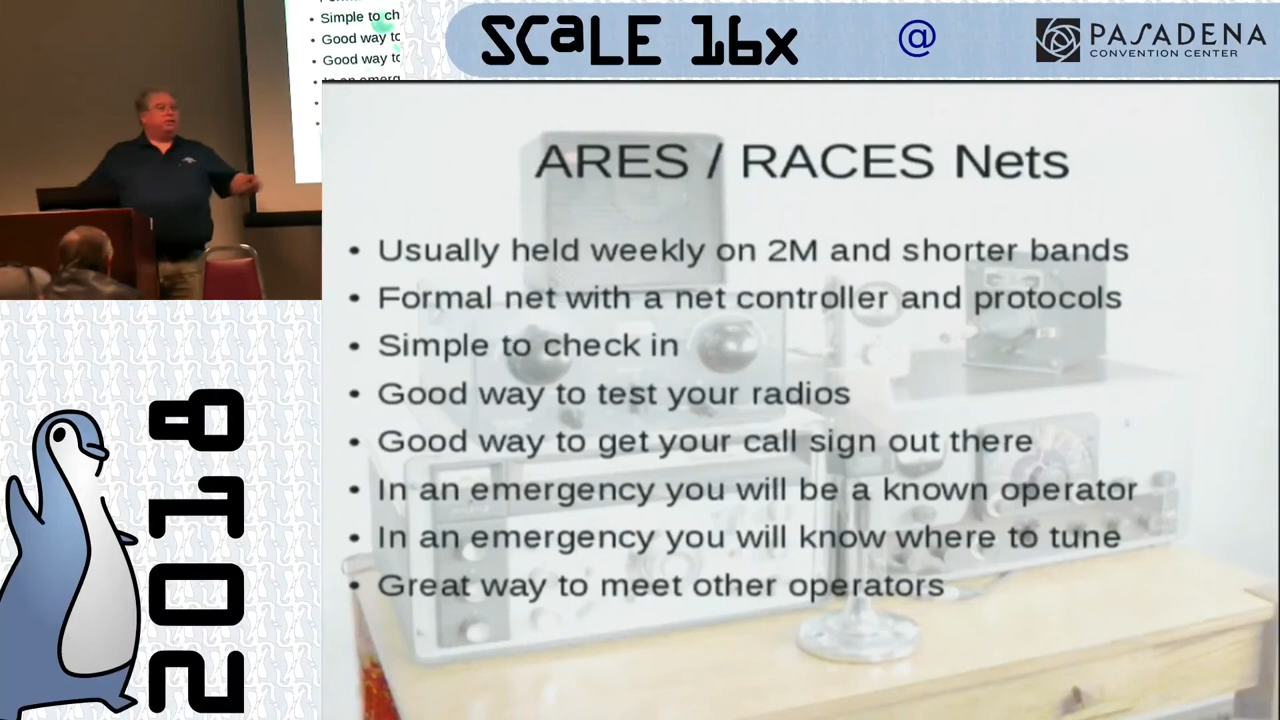 Simple to ch
Good way to
Good way to
In an emerg
SCaLE 16x
@
PASADENA
CONVENTION CENTER
ARES / RACES Nets
• Usually held weekly on 2M and shorter bands
• Formal net with a net controller and protocols
• Simple to check in
• Good way to test your radios
• Good way to get your call sign out there
• In an emergency you will be a known operator
• In an emergency you will know where to tune
• Great way to meet other operators
2018